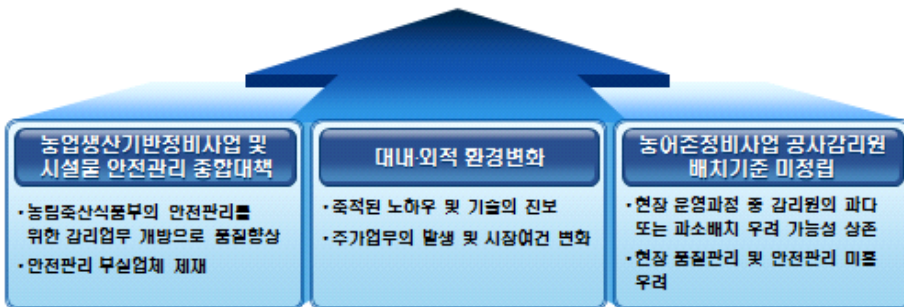 농업생산기반정비사업 및
시설물 안전관리 종합대책
·농림축산식품부의 안전관리를
위한 감리업무 개방으로 품질향상
·안전관리 부실업체 제재
대내·외적 환경변화
·축적된 노하우 및 기술의 진보
·추가업무의 발생 및 시장여건 변화
농어촌정비사업 공사감리원
배치기준 미정립
·현장 운영과정 중 감리원의 과다
또는 과소배치 우려 가능성 상존
·현장 품질관리 및 안전관리 미흡
우려